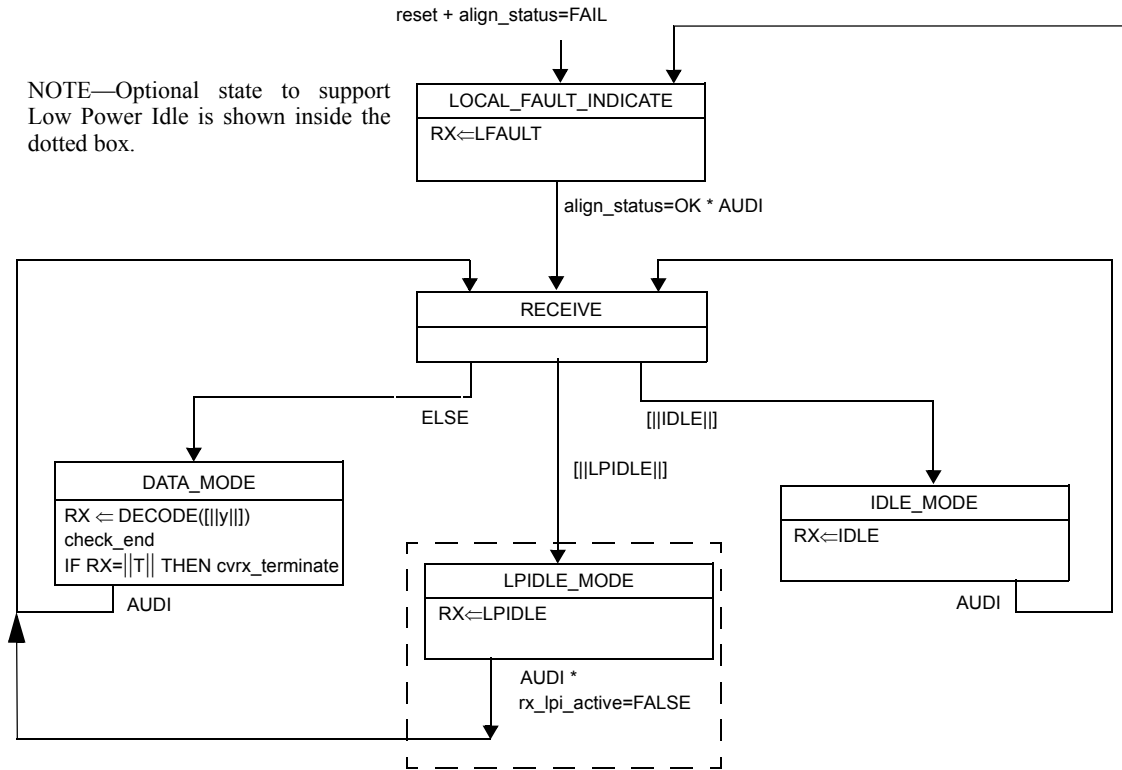 reset + align_status=FAIL
NOTE—Optional state to support
Low Power Idle is shown inside the
dotted box.
LOCAL_FAULT_INDICATE
RX⇐LFAULT
align_status=OK * AUDI
RECEIVE
ELSE
[||IDLE||]
[||LPIDLE||]
DATA_MODE
RX ⇐ DECODE([||y||])
check_end
IF RX=||T|| THEN cvrx_terminate
AUDI
IDLE_MODE
RX⇐IDLE
AUDI
LPIDLE_MODE
RX⇐LPIDLE
AUDI *
rx_lpi_active=FALSE